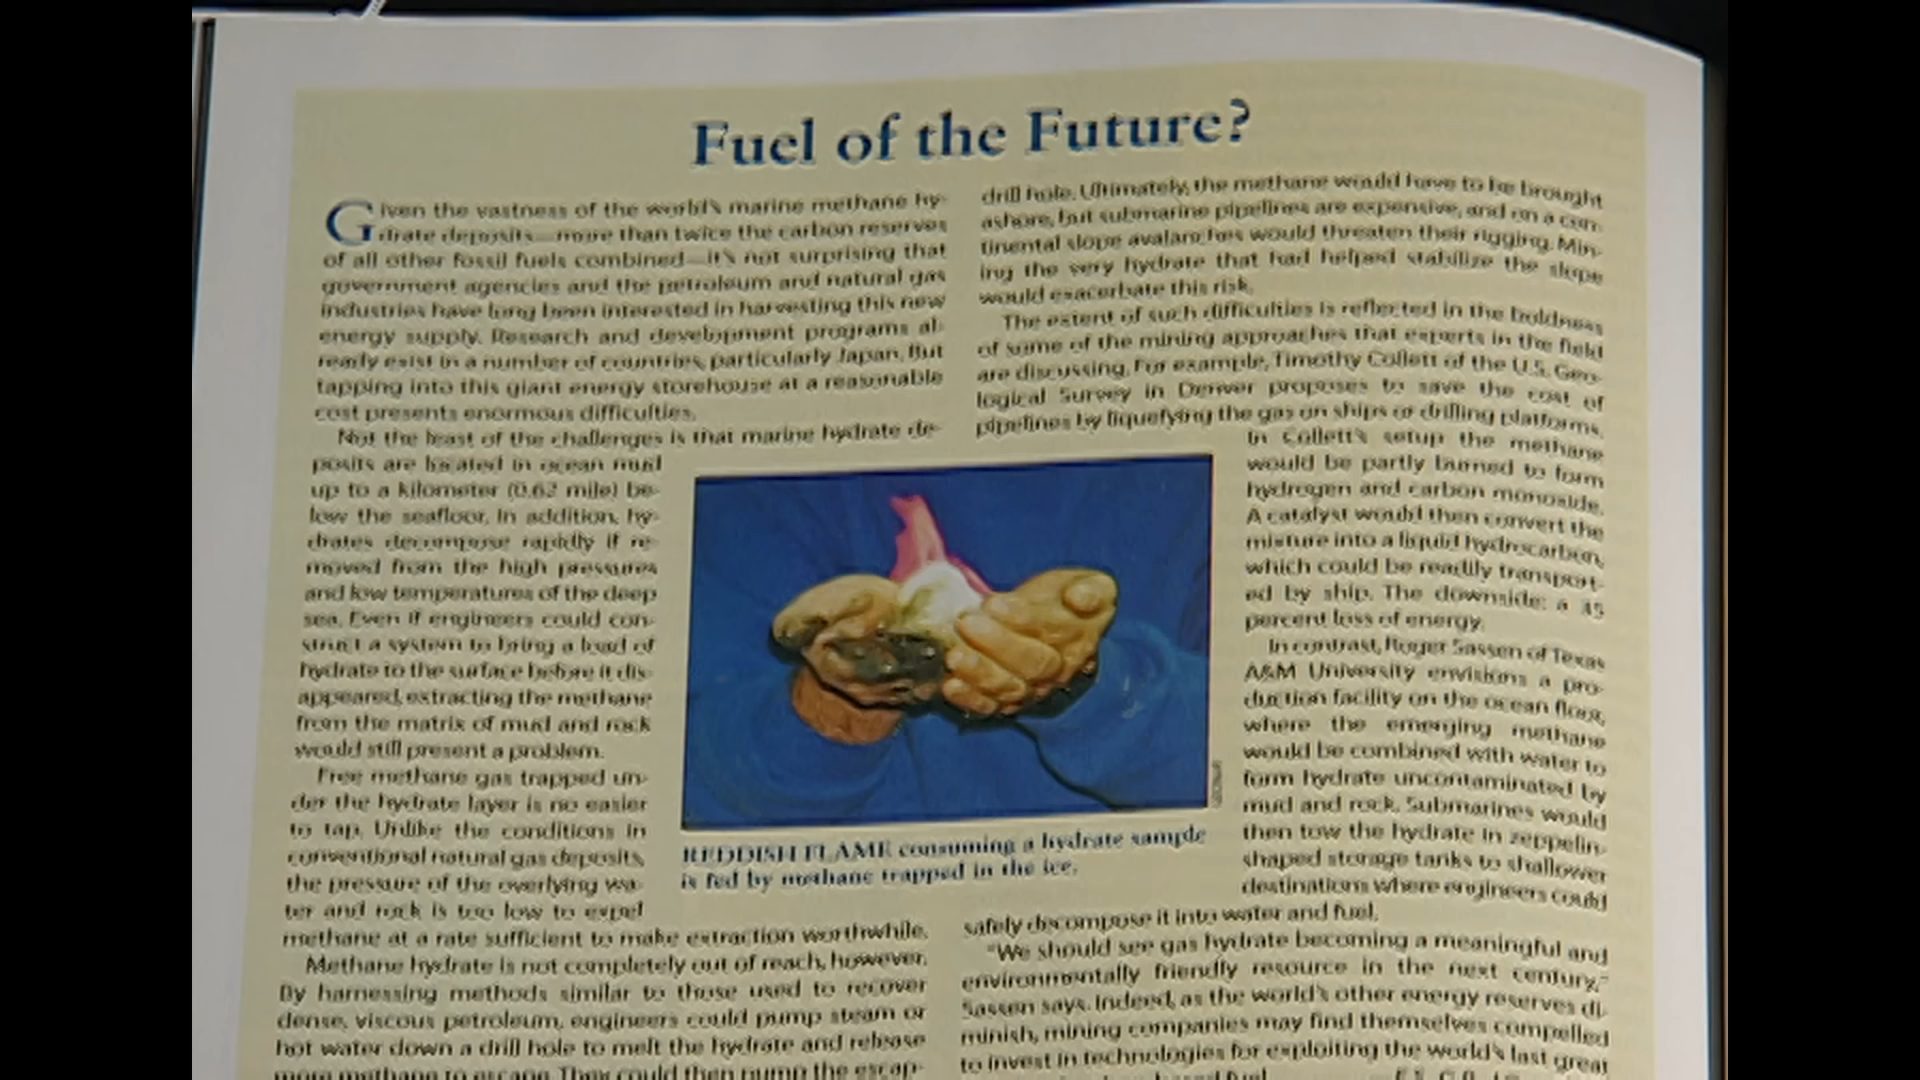 Fuel of the Future?
Given the vastness of the world's marine methane hy-
drate deposits—more than twice the carbon reserves
of all other fossil fuels combined—it's not surprising that
government agencies and the petroleum and natural gas
industries have long been interested in harvesting this new
energy supply. Research and development programs al-
ready exist in a number of countries, particularly Japan. But
tapping into this giant energy storehouse at a reasonable
cost presents enormous difficulties.
Not the least of the challenges is that marine hydrate de-
posits are located in ocean mud
up to a kilometer (0.62 mile) be-
low the seafloor. In addition, hy-
drates decompose rapidly if re-
moved from the high pressures
and low temperatures of the deep
sea. Even if engineers could con-
struct a system to bring a load of
hydrate to the surface before it dis-
appeared, extracting the methane
from the matrix of mud and rock
would still present a problem.
Free methane gas trapped un-
der the hydrate layer is no easier
to tap. Unlike the conditions in
conventional natural gas deposits,
the pressure of the overlying wa-
ter and rock is too low to expel
methane at a rate sufficient to make extraction worthwhile.
Methane hydrate is not completely out of reach, however.
By harnessing methods similar to those used to recover
dense, viscous petroleum, engineers could pump steam or
hot water down a drill hole to melt the hydrate and release
more methane to escape. They could then pump the escap-
REDDISH FLAME consuming a hydrate sample
is fed by methane trapped in the ice.
drill hole. Ultimately, the methane would have to be brought
ashore, but submarine pipelines are expensive, and on a con-
tinental slope avalanches would threaten their rigging. Min-
ing the very hydrate that had helped stabilize the slope
would exacerbate this risk.
The extent of such difficulties is reflected in the boldness
of some of the mining approaches that experts in the field
are discussing. For example, Timothy Collett of the U.S. Geo-
logical Survey in Denver proposes to save the cost of
pipelines by liquefying the gas on ships or drilling platforms.
In Collett's setup the methane
would be partly burned to form
hydrogen and carbon monoxide.
A catalyst would then convert the
mixture into a liquid hydrocarbon,
which could be readily transport-
ed by ship. The downside: a 35
percent loss of energy.
In contrast, Roger Sassen of Texas
A&M University envisions a pro-
duction facility on the ocean floor,
where the emerging methane
would be combined with water to
form hydrate uncontaminated by
mud and rock. Submarines would
then tow the hydrate in zeppelin-
shaped storage tanks to shallower
destinations where engineers could
safely decompose it into water and fuel.
"We should see gas hydrate becoming a meaningful and
environmentally friendly resource in the next century,"
Sassen says. Indeed, as the world's other energy reserves di-
minish, mining companies may find themselves compelled
to invest in technologies for exploiting the world's last great
fuel.